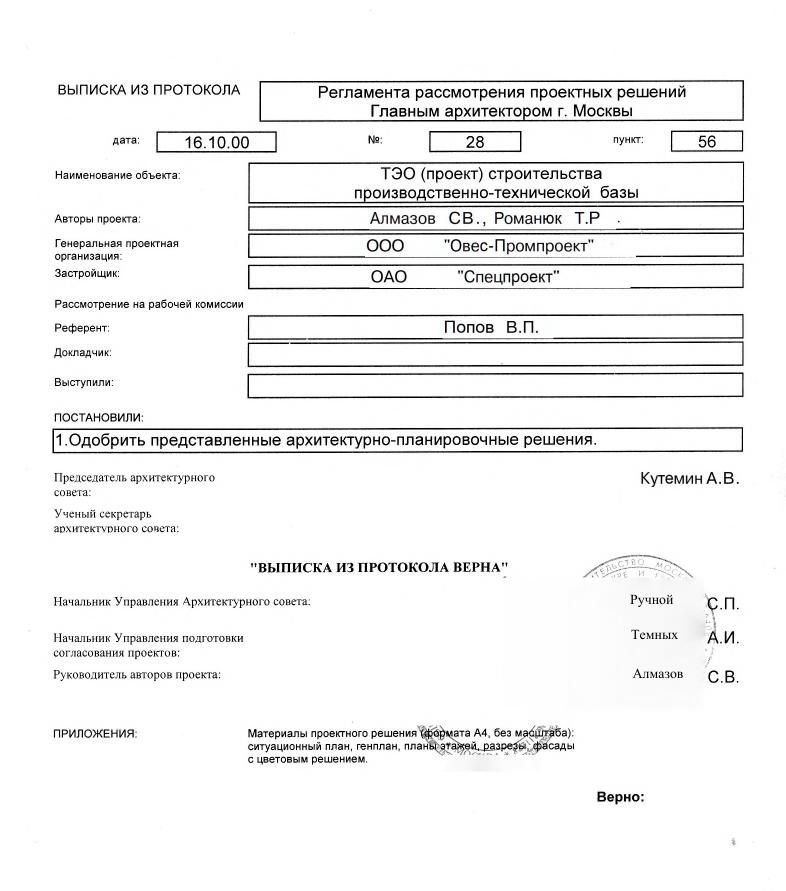 ВЫПИСКА ИЗ ПРОТОКОЛА
Регламента рассмотрения проектных решений
Главным архитектором г. Москвы
дата: 16.10.00 №: 28 пункт: 56
Наименование объекта:
ТЭО (проект) строительства
производственно-технической базы
Авторы проекта: Алмазов СВ., Романюк Т.Р .
Генеральная проектная
организация:
ООО "Овес-Промпроект"
Застройщик: ОАО "Спецпроект"
Рассмотрение на рабочей комиссии
Референт: Попов В.П.
Докладчик:
Выступили:
ПОСТАНОВИЛИ:
1.Одобрить представленные архитектурно-планировочные решения.
Председатель архитектурного
совета:
Кутемин А.В.
Ученый секретарь
архитектурного совета:
"ВЫПИСКА ИЗ ПРОТОКОЛА ВЕРНА"
Начальник Управления Архитектурного совета: Ручной С.П.
Начальник Управления подготовки
согласования проектов:
Темных А.И.
Руководитель авторов проекта: Алмазов С.В.
ПРИЛОЖЕНИЯ:
Материалы проектного решения (формата А4, без масштаба):
ситуационный план, генплан, планы этажей, разрезы, фасады
с цветовым решением.
Верно: